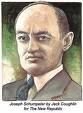 Joseph Schumpeter by Jack Coughlin
for The New Republic